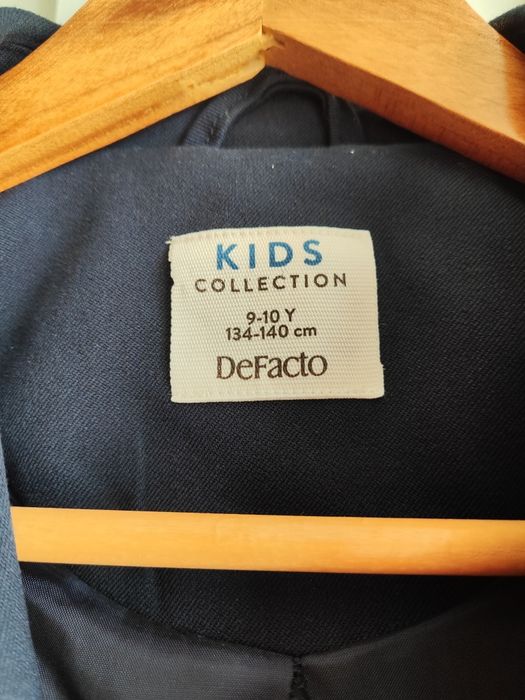 KIDS
COLLECTION
9-10 Y
134-140 cm
DeFacto